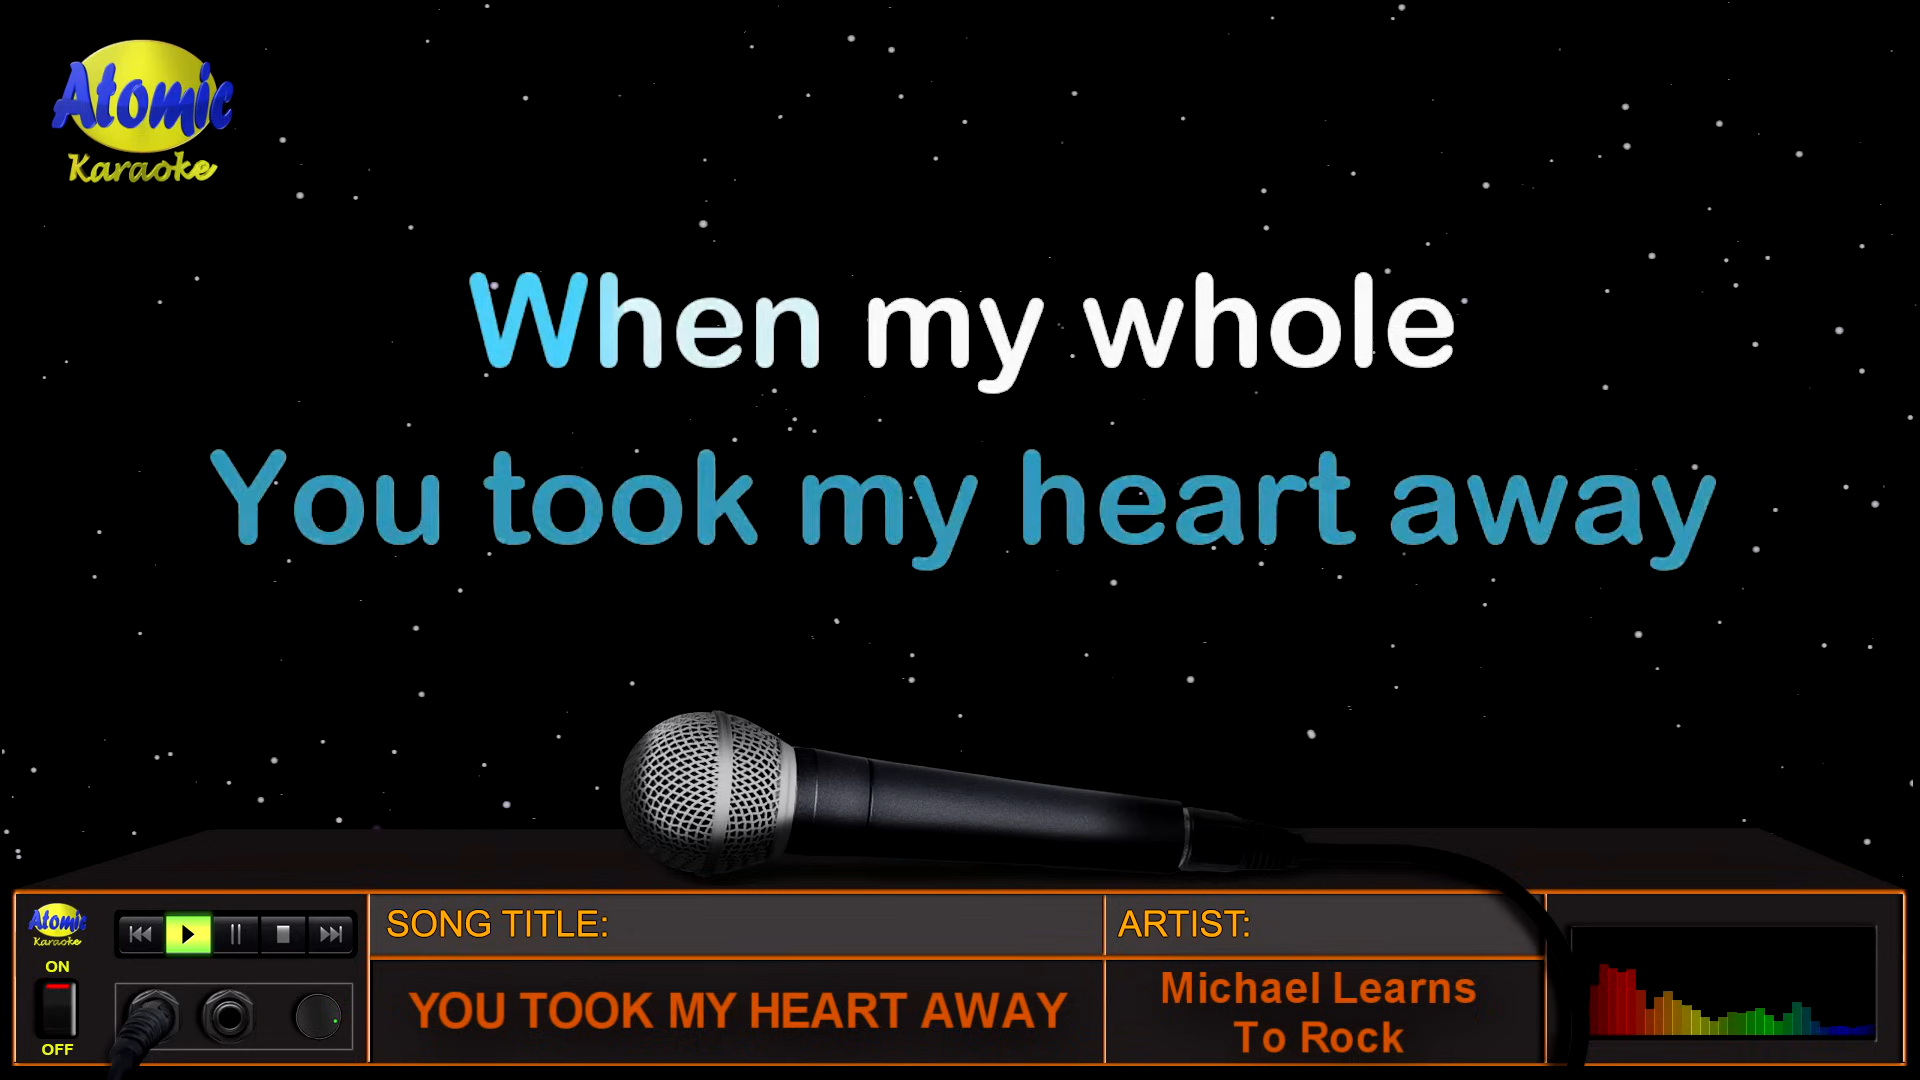 Atomic
Karaoke
When my whole
You took my heart away
Atomic
Karaoke
ON
OFF
SONG TITLE:
YOU TOOK MY HEART AWAY
ARTIST:
Michael Learns
To Rock